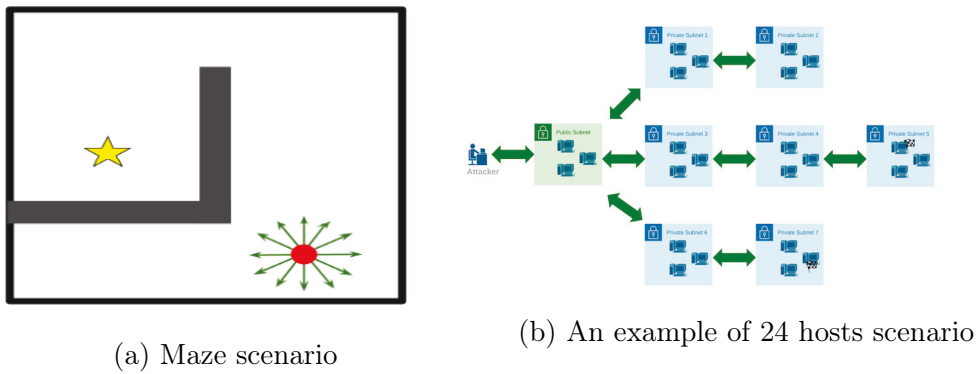 Private Subnet 1
Private Subnet 2
Public Subnet
Private Subnet 3
Private Subnet 4
Private Subnet 5
Attacker
Private Subnet 6
Private Subnet 7
(a) Maze scenario
(b) An example of 24 hosts scenario